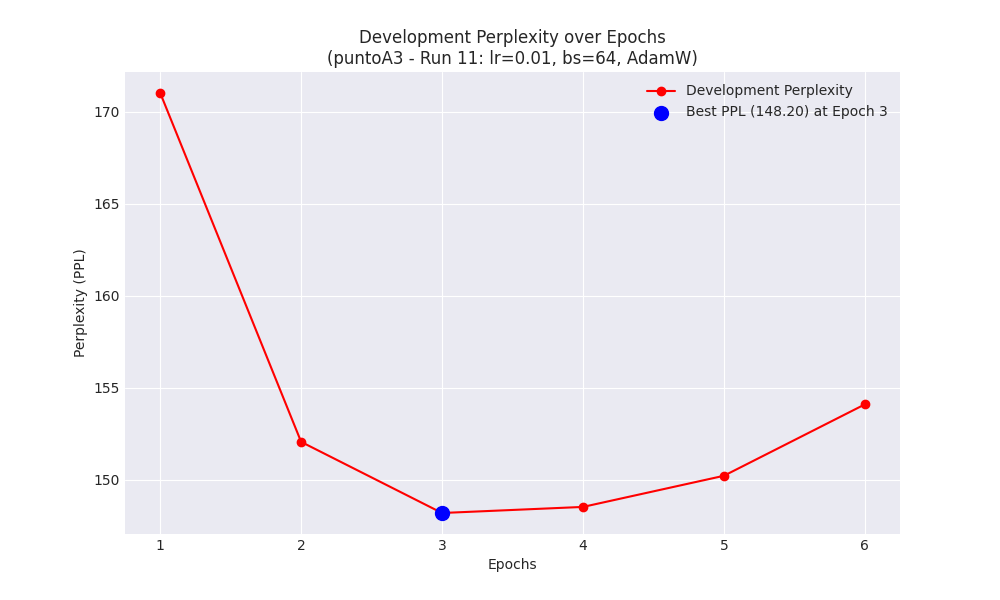 Development Perplexity over Epochs
(puntoA3 - Run 11: lr=0.01, bs=64, AdamW)
Development Perplexity
Best PPL (148.20) at Epoch 3
Perplexity (PPL)
170
165
160
155
150
1 2 3 4 5 6
Epochs